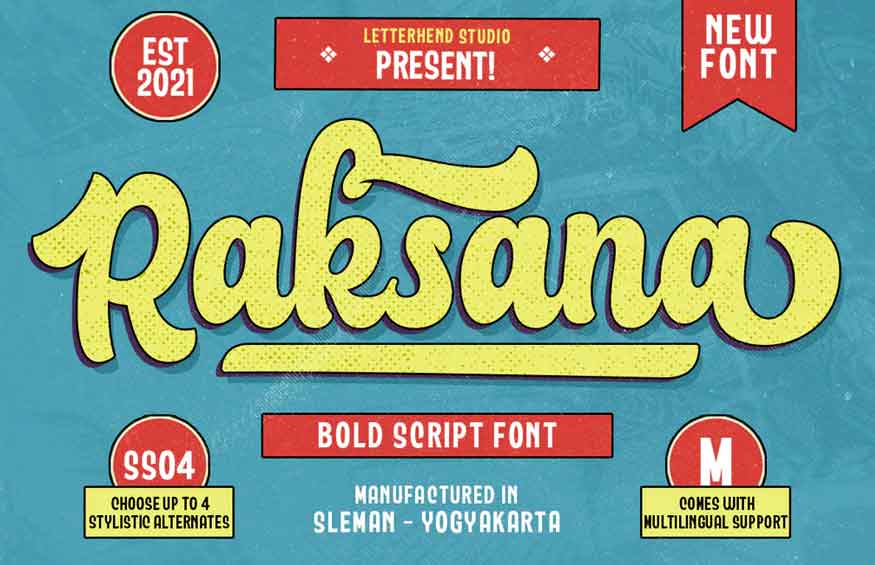 EST
2021
LETTERHEND STUDIO
PRESENT!
NEW
FONT
Raksana
BOLD SCRIPT FONT
SS04
CHOOSE UP TO 4
STYLISTIC ALTERNATES
MANUFACTURED IN
SLEMAN - YOGYAKARTA
M
COMES WITH
MULTILINGUAL SUPPORT